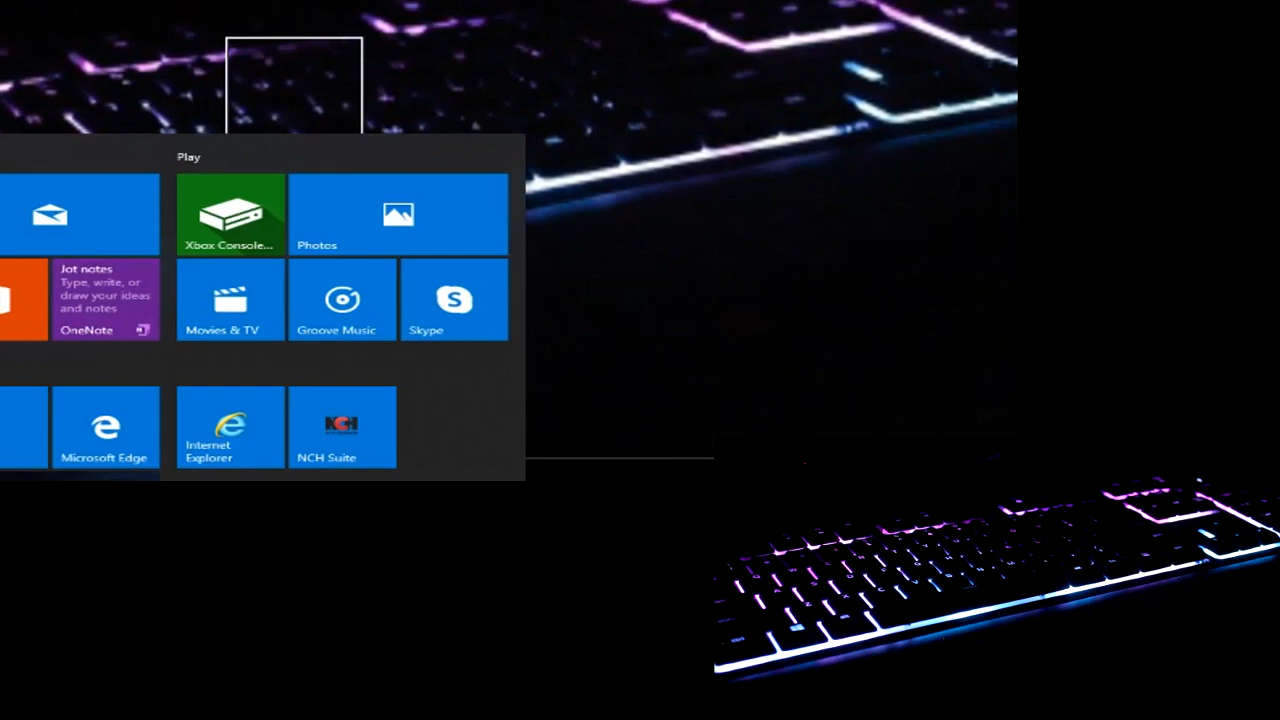 Play
Xbox Console...
Photos
Jot notes
Type, write, or
draw your ideas
and notes
OneNote
Movies & TV
Groove Music
Skype
Microsoft Edge
Internet
Explorer
NCH
NCH Suite